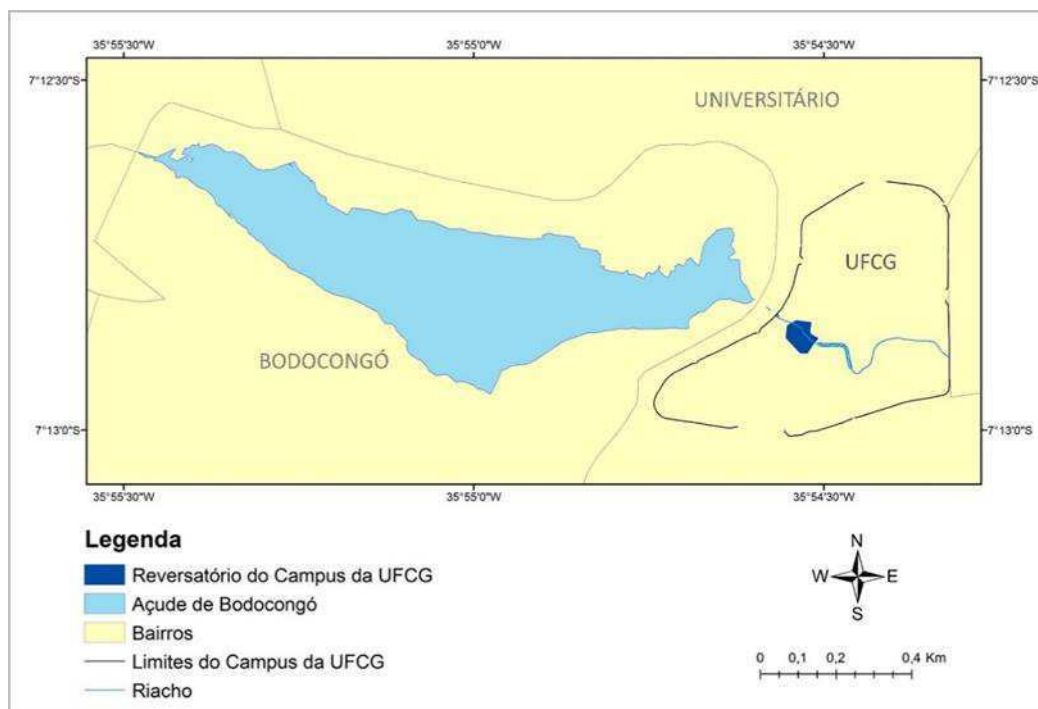 35°55'30"W 35°55'0"W 35°54'30"W
7°12'30"S 7°12'30"S
UNIVERSITÁRIO
UFCG
BODOCONGÓ
7°13'0"S 7°13'0"S
35°55'30"W 35°55'0"W 35°54'30"W
Legenda
Reversatório do Campus da UFCG
Açude de Bodocongó
Bairros
Limites do Campus da UFCG
Riacho
N
W E
S
0 0,1 0,2 0,4 Km